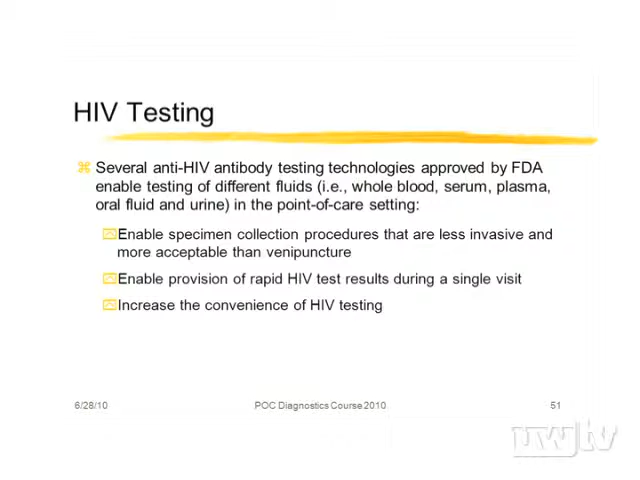 HIV Testing
Several anti-HIV antibody testing technologies approved by FDA
enable testing of different fluids (i.e., whole blood, serum, plasma,
oral fluid and urine) in the point-of-care setting:
Enable specimen collection procedures that are less invasive and
more acceptable than venipuncture
Enable provision of rapid HIV test results during a single visit
Increase the convenience of HIV testing
6/28/10 POC Diagnostics Course 2010 51
uwtv